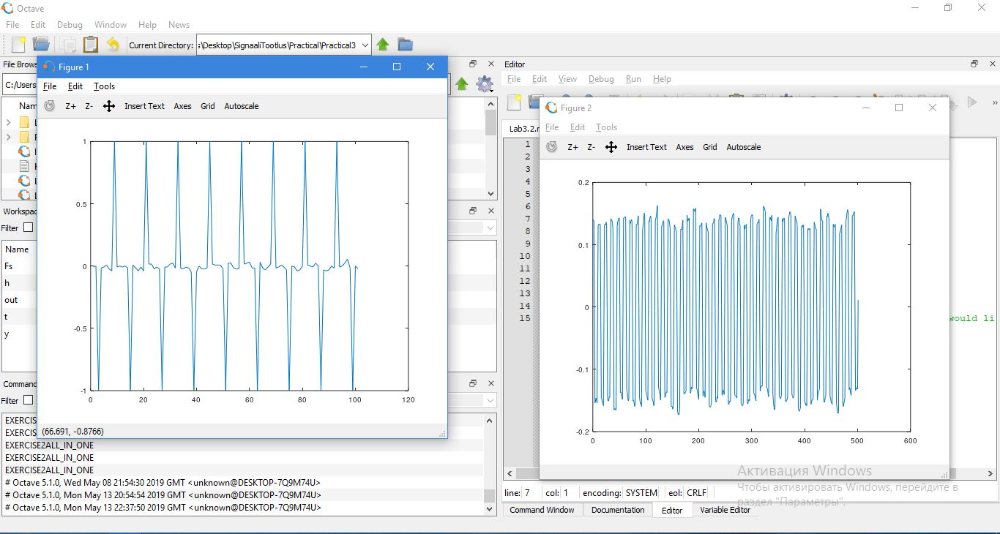 Octave
File Edit Debug Window Help News
Current Directory: :\Desktop\SignaaliTootlus\Practical\Practical3
File Brows
C:/Users
Nam
Workspac
Filter
Name
Fs
h
out
t
y
Command
Filter
EXERCIS
EXERCIS
EXERCISE2ALL_IN_ONE
EXERCISE2ALL_IN_ONE
EXERCISE2ALL_IN_ONE
# Octave 5.1.0, Wed May 08 21:54:30 2019 GMT <unknown@DESKTOP-7Q9M74U>
# Octave 5.1.0, Mon May 13 20:54:54 2019 GMT <unknown@DESKTOP-7Q9M74U>
# Octave 5.1.0, Mon May 13 22:37:50 2019 GMT <unknown@DESKTOP-7Q9M74U>
Figure 1
File Edit Tools
Z+ Z- Insert Text Axes Grid Autoscale
1
0.5
0
-0.5
-1
0 20 40 60 80 100 120
(66.691, -0.8766)
Editor
File Edit View Debug Run Help
Lab3.2.m
1
2
3
4
5
6
7
8
9
10
11
12
13
14
15
would li
Figure 2
File Edit Tools
Z+ Z- Insert Text Axes Grid Autoscale
0.2
0.1
0
-0.1
-0.2
0 100 200 300 400 500 600
Активация Windows
Чтобы активировать Windows, перейдите в
раздел "Параметры".
line: 7 col: 1 encoding: SYSTEM eol: CRLF
Command Window Documentation Editor Variable Editor